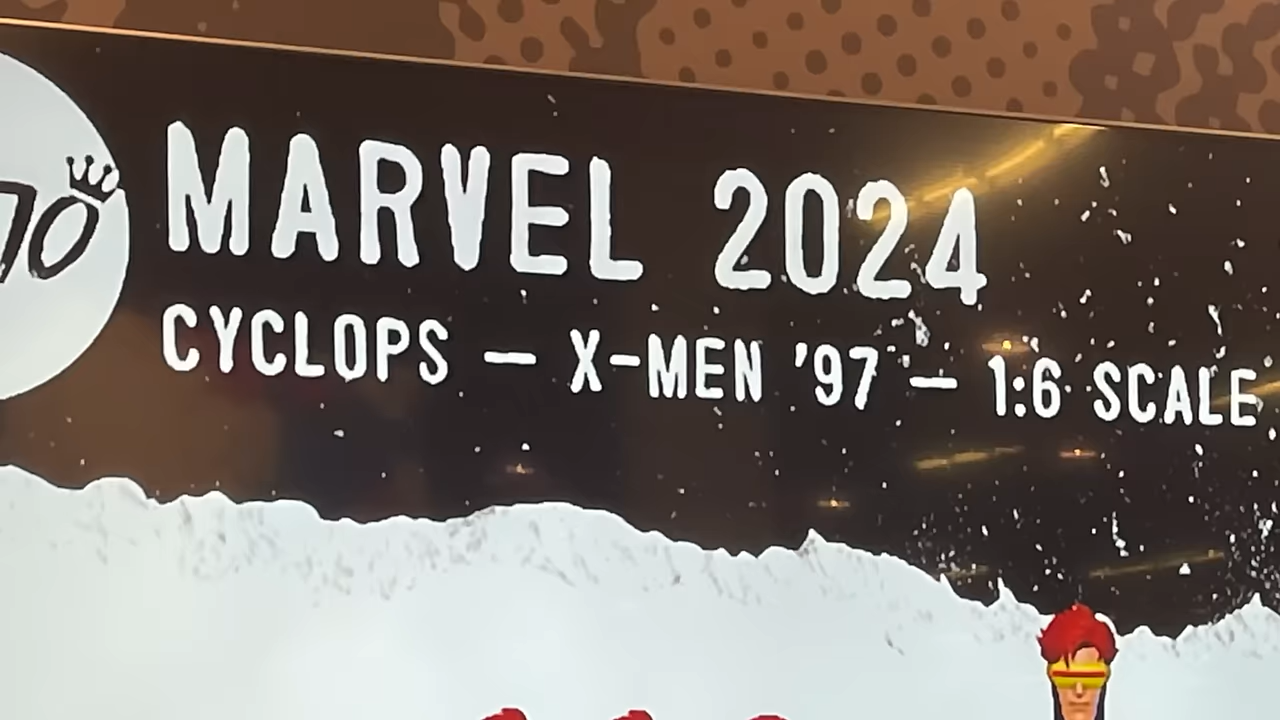 MARVEL 2024
CYCLOPS — X-MEN '97 — 1:6 SCALE